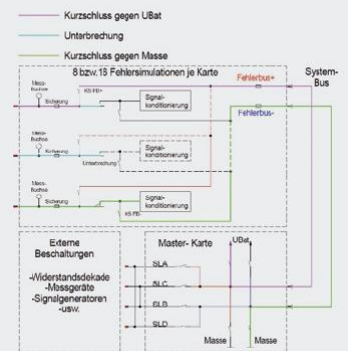 Kurzschluss gegen UBat
Unterbrechung
Kurzschluss gegen Masse
8 bzw.16 Fehlersimulationen je Karte
System-
Bus
Fehlerbus+
Fehlerbus-
Mess-
Buchse
Sicherung
KS FB+
Signal-
konditionierung
Mess-
Buchse
Sicherung
Unterbrechung
Signal-
konditionierung
Mess-
Buchse
Sicherung
KS FB-
Signal-
konditionierung
Externe
Beschaltungen
-Widerstandsdekade
-Messgeräte
-Signalgeneratoren
-usw.
Master- Karte
UBat
SLA
SLC
SLB
SLD
Masse
Masse